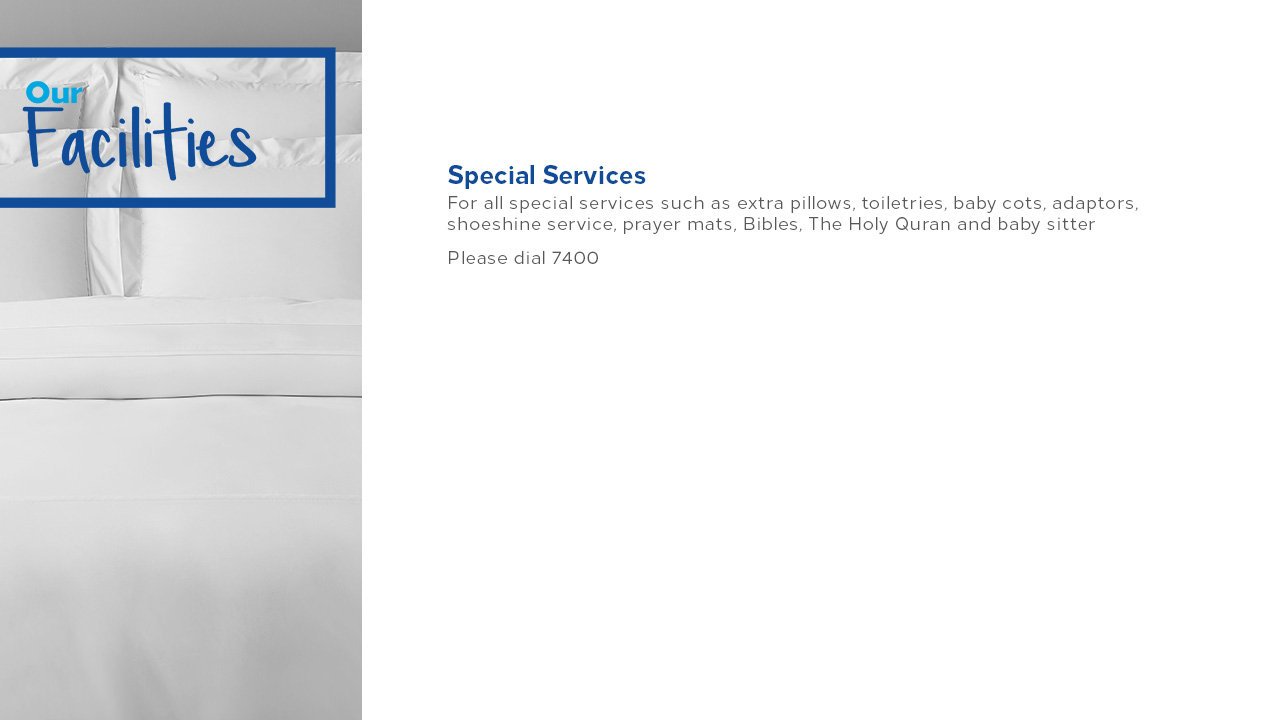 Our
Facilities
Special Services
For all special services such as extra pillows, toiletries, baby cots, adaptors,
shoeshine service, prayer mats, Bibles, The Holy Quran and baby sitter
Please dial 7400